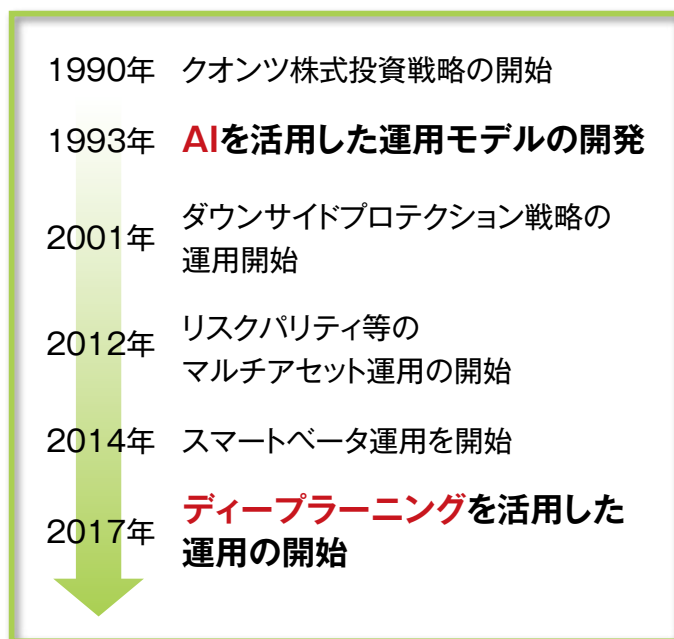 1990年 クオンツ株式投資戦略の開始
1993年 AIを活用した運用モデルの開発
2001年 ダウンサイドプロテクション戦略の
運用開始
2012年 リスクパリティ等の
マルチアセット運用の開始
2014年 スマートベータ運用を開始
2017年 ディープラーニングを活用した
運用の開始